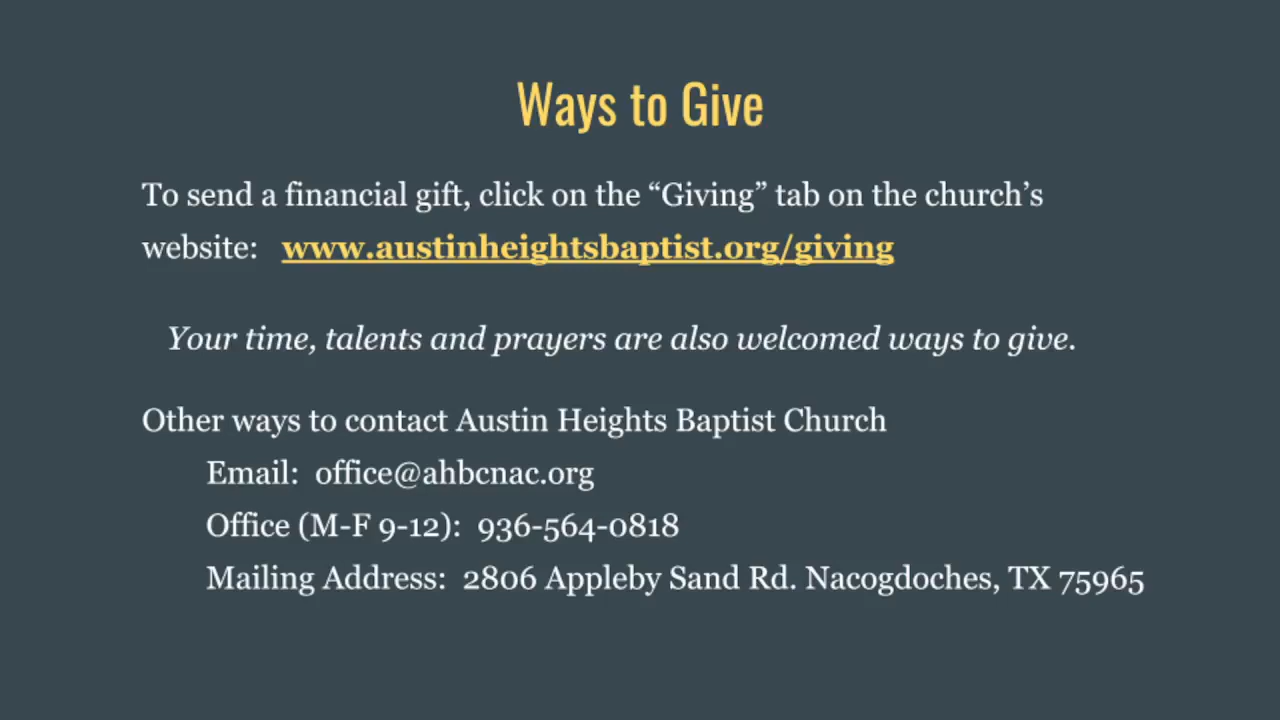 Ways to Give
To send a financial gift, click on the “Giving” tab on the church’s
website: www.austinheightsbaptist.org/giving
Your time, talents and prayers are also welcomed ways to give.
Other ways to contact Austin Heights Baptist Church
Email: office@ahbcnac.org
Office (M-F 9-12): 936-564-0818
Mailing Address: 2806 Appleby Sand Rd. Nacogdoches, TX 75965